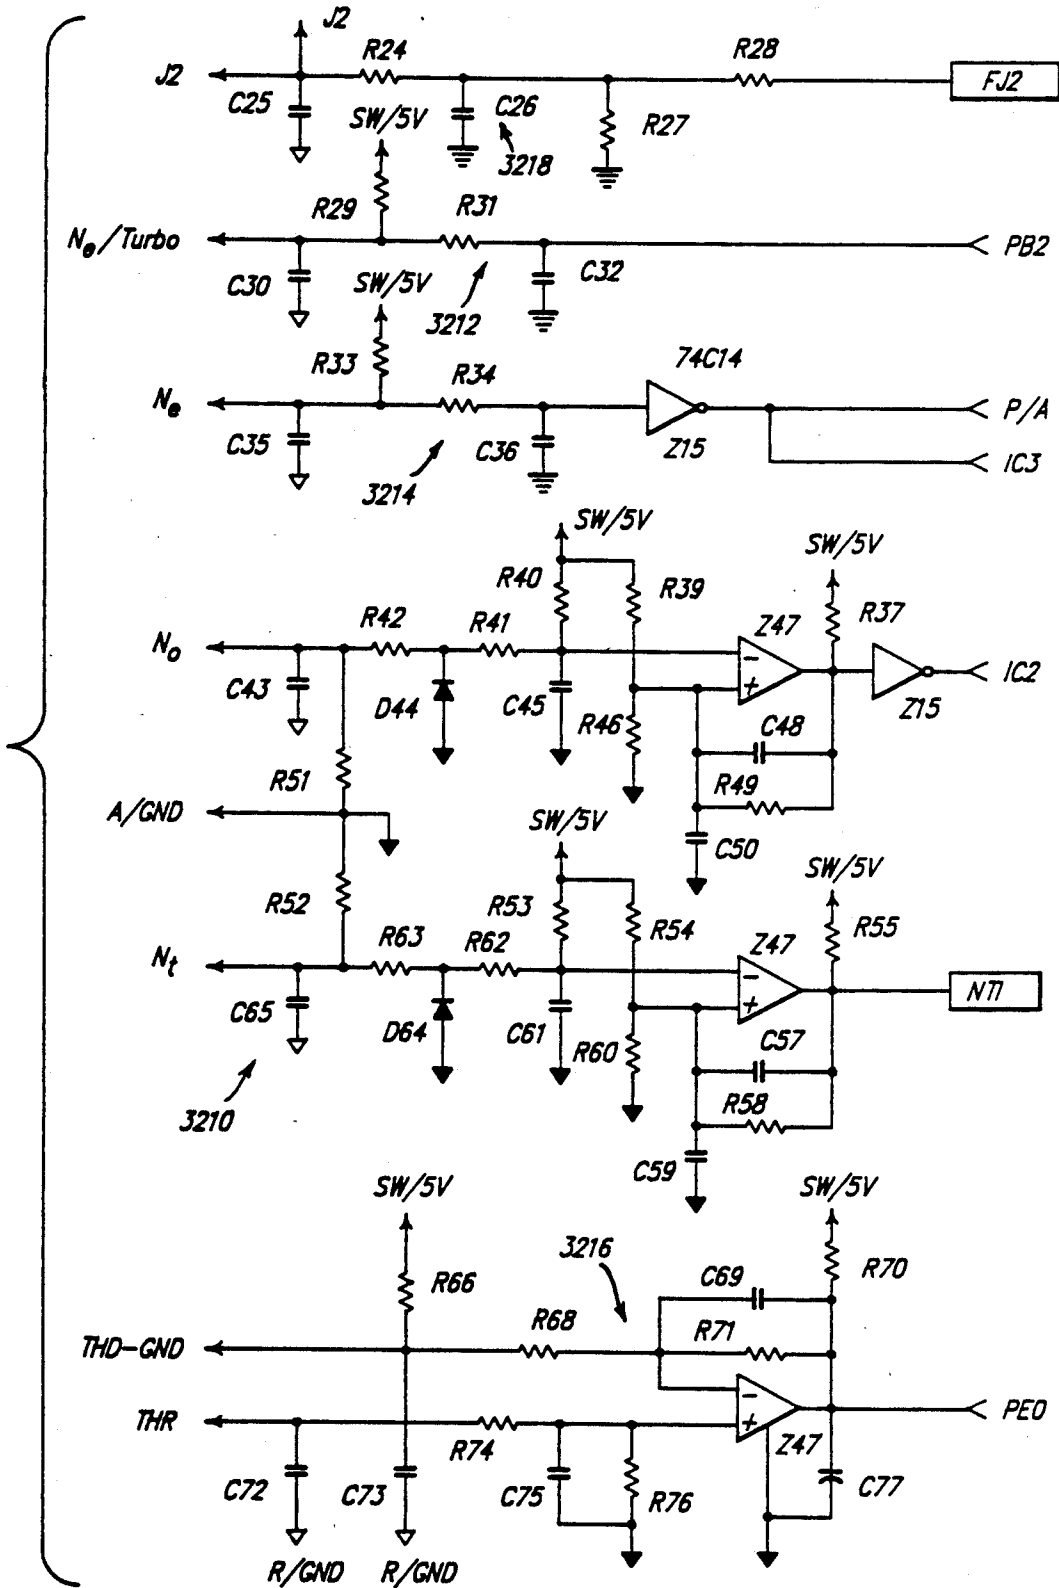 J2
J2
R24
R28
FJ2
C25
SW/5V
C26
R27
3218
R29
R31
Ne/Turbo
PB2
C30
SW/5V
C32
3212
R33
R34
74C14
Ne
P/A
C35
C36
Z15
IC3
3214
SW/5V
SW/5V
R40
R39
R37
No
R42
R41
Z47
-
+
IC2
C43
D44
C45
R46
C48
Z15
R51
R49
A/GND
SW/5V
C50
SW/5V
R52
R53
R54
R55
Nt
R63
R62
Z47
-
+
NTI
C65
D64
C61
R60
C57
R58
3210
C59
SW/5V
SW/5V
R66
3216
C69
R70
THD-GND
R68
R71
-
+
THR
R74
Z47
PE0
C72
C73
C75
R76
C77
R/GND
R/GND